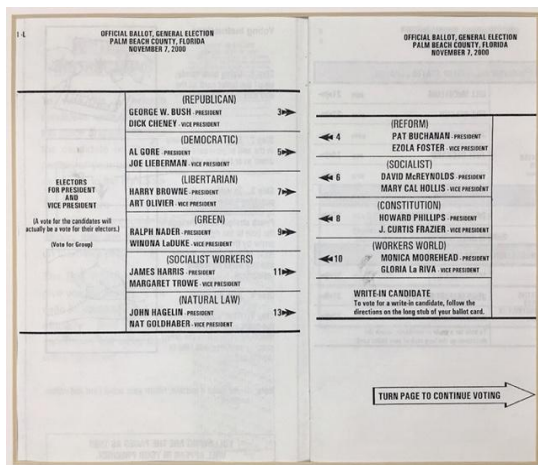 OFFICIAL BALLOT, GENERAL ELECTION
PALM BEACH COUNTY, FLORIDA
NOVEMBER 7, 2000
ELECTORS
FOR PRESIDENT
AND
VICE PRESIDENT
(A vote for the candidates will
actually be a vote for their electors.)
(Vote for Group)
(REPUBLICAN)
GEORGE W. BUSH - PRESIDENT 3
DICK CHENEY - VICE PRESIDENT
(DEMOCRATIC)
AL GORE - PRESIDENT 5
JOE LIEBERMAN - VICE PRESIDENT
(LIBERTARIAN)
HARRY BROWNE - PRESIDENT 7
ART OLIVIER - VICE PRESIDENT
(GREEN)
RALPH NADER - PRESIDENT 9
WINONA LaDUKE - VICE PRESIDENT
(SOCIALIST WORKERS)
JAMES HARRIS - PRESIDENT 11
MARGARET TROWE - VICE PRESIDENT
(NATURAL LAW)
JOHN HAGELIN - PRESIDENT 13
NAT GOLDHABER - VICE PRESIDENT
OFFICIAL BALLOT, GENERAL ELECTION
PALM BEACH COUNTY, FLORIDA
NOVEMBER 7, 2000
(REFORM)
4 PAT BUCHANAN - PRESIDENT
EZOLA FOSTER - VICE PRESIDENT
(SOCIALIST)
6 DAVID McREYNOLDS - PRESIDENT
MARY CAL HOLLIS - VICE PRESIDENT
(CONSTITUTION)
8 HOWARD PHILLIPS - PRESIDENT
J. CURTIS FRAZIER - VICE PRESIDENT
(WORKERS WORLD)
10 MONICA MOOREHEAD - PRESIDENT
GLORIA La RIVA - VICE PRESIDENT
WRITE-IN CANDIDATE
To vote for a write-in candidate, follow the
directions on the long stub of your ballot card.
TURN PAGE TO CONTINUE VOTING